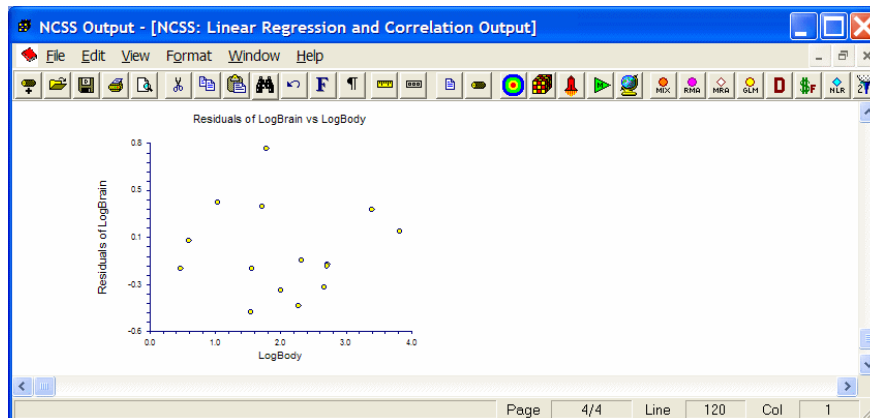 NCSS Output - [NCSS: Linear Regression and Correlation Output]
File Edit View Format Window Help
F ¶ MIX RMA MRA GLM D $F NLR
Residuals of LogBrain vs LogBody
Residuals of LogBrain
0.8
0.5
0.1
-0.3
-0.6
0.0 1.0 2.0 3.0 4.0
LogBody
Page 4/4 Line 120 Col 1